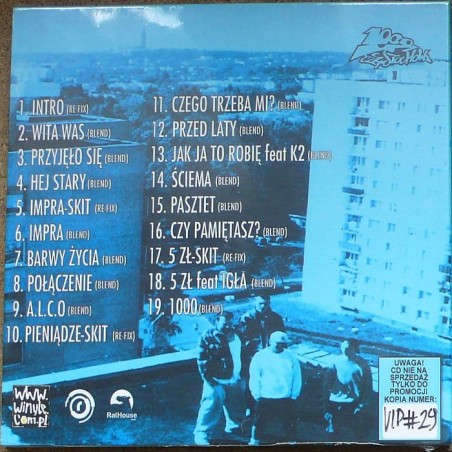 1000
CZĘSTOCHOWA
1. INTRO (RE-FIX)
2. WITA WAS (BLEND)
3. PRZYJĘŁO SIĘ (BLEND)
4. HEJ STARY (BLEND)
5. IMPRA-SKIT (RE-FIX)
6. IMPRA (BLEND)
7. BARWY ŻYCIA (BLEND)
8. POŁĄCZENIE (BLEND)
9. A.L.C.O (BLEND)
10. PIENIĄDZE-SKIT (RE-FIX)
11. CZEGO TRZEBA MI? (BLEND)
12. PRZED LATY (BLEND)
13. JAK JA TO ROBIĘ feat K2 (BLEND)
14. ŚCIEMA (BLEND)
15. PASZTET (BLEND)
16. CZY PAMIĘTASZ? (BLEND)
17. 5 ZŁ-SKIT (RE-FIX)
18. 5 Zł feat IGŁA (BLEND)
19. 1000 (BLEND)
www.
winyle
.com.pl
RatHouse
UWAGA!
CD NIE NA
SPRZEDAŻ
TYLKO DO
PROMOCJI
KOPIA NUMER:
VIP#29